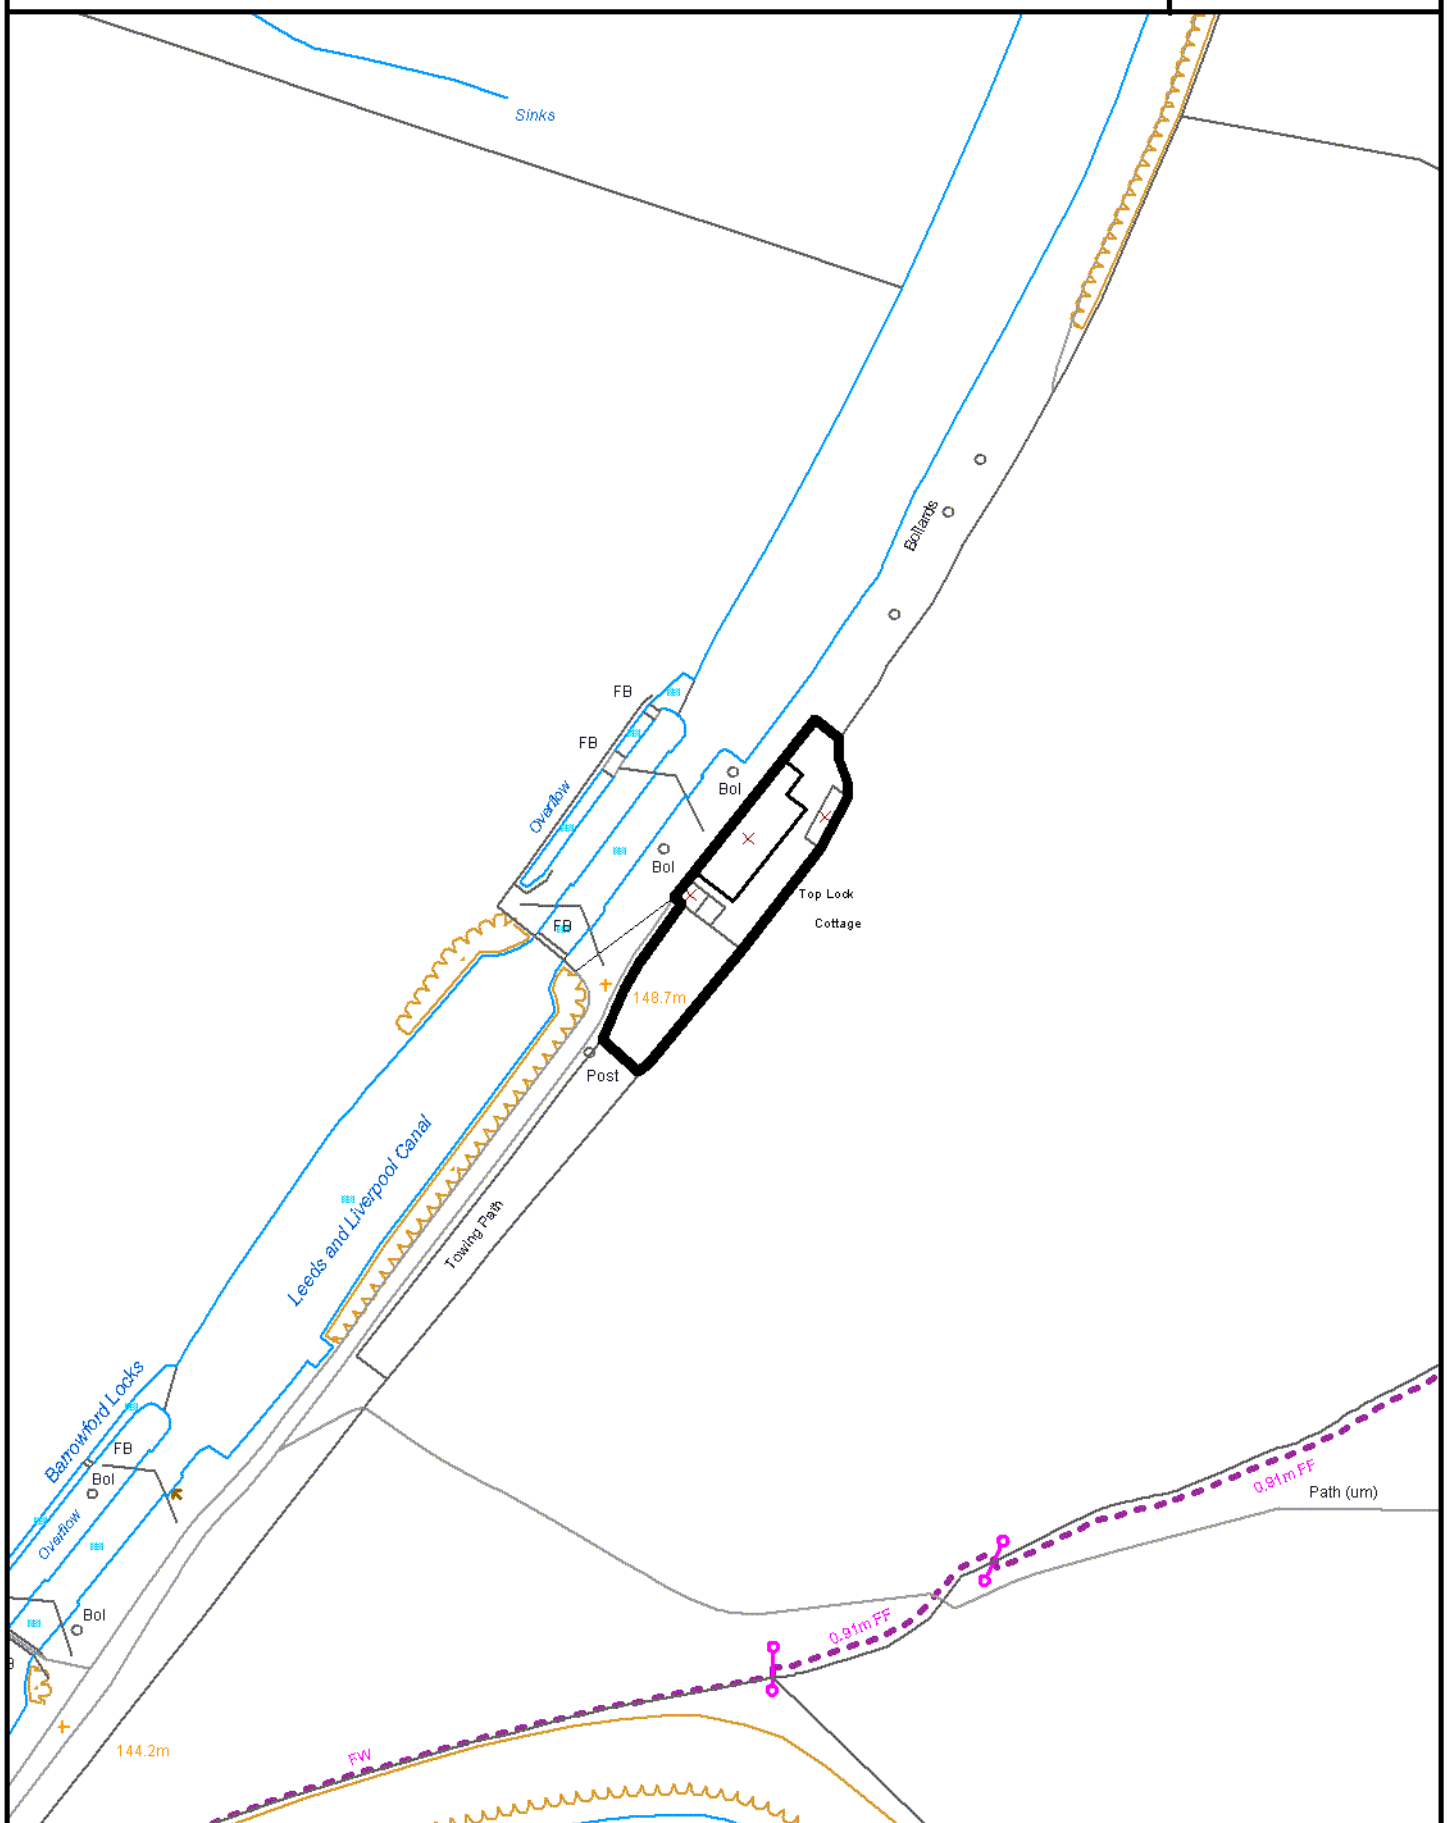 Sinks
Bollards
FB
FB
Bol
Overflow
Bol
Top Lock
Cottage
FB
148.7m
Post
Leeds and Liverpool Canal
Towing Path
Barrowford Locks
FB
Bol
Overflow
0.91m FF
Path (um)
Bol
0.91m FF
144.2m
FW